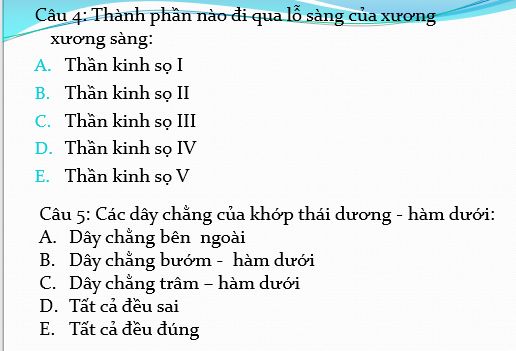 Câu 4: Thành phần nào đi qua lỗ sàng của xương
xương sàng:
A. Thần kinh sọ I
B. Thần kinh sọ II
C. Thần kinh sọ III
D. Thần kinh sọ IV
E. Thần kinh sọ V
Câu 5: Các dây chằng của khớp thái dương - hàm dưới:
A. Dây chằng bên ngoài
B. Dây chằng bướm - hàm dưới
C. Dây chằng trâm – hàm dưới
D. Tất cả đều sai
E. Tất cả đều đúng